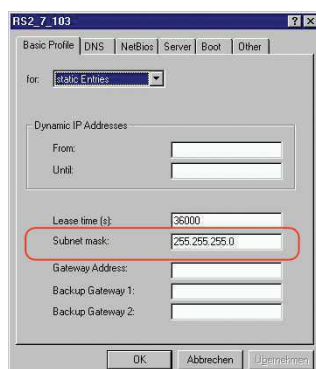 RS2_7_103
Basic Profile DNS NetBios Server Boot Other
for: static Entries
Dynamic IP Addresses
From:
Until:
Lease time (s): 36000
Subnet mask: 255.255.255.0
Gateway Address:
Backup Gateway 1:
Backup Gateway 2:
OK Abbrechen Übernehmen